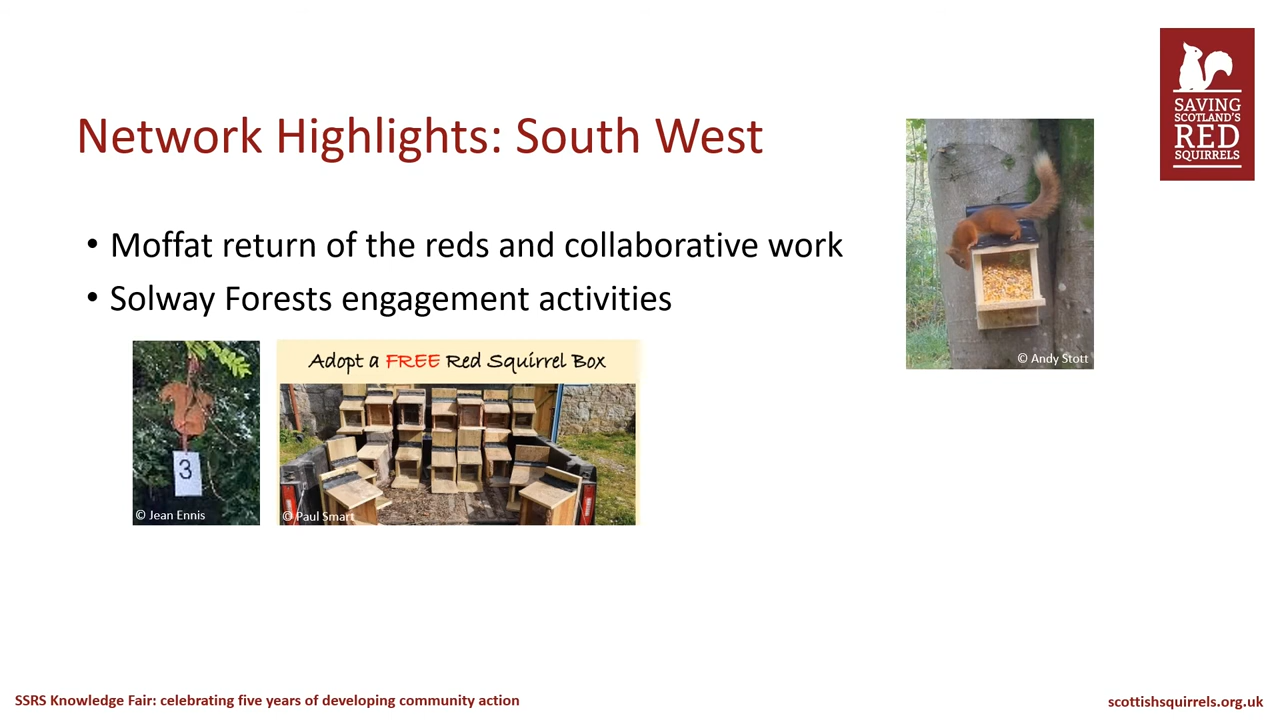 SAVING
SCOTLAND'S
RED
SQUIRRELS
Network Highlights: South West
• Moffat return of the reds and collaborative work
• Solway Forests engagement activities
© Andy Stott
Adopt a FREE Red Squirrel Box
3
© Jean Ennis
© Paul Smart
SSRS Knowledge Fair: celebrating five years of developing community action
scottishsquirrels.org.uk